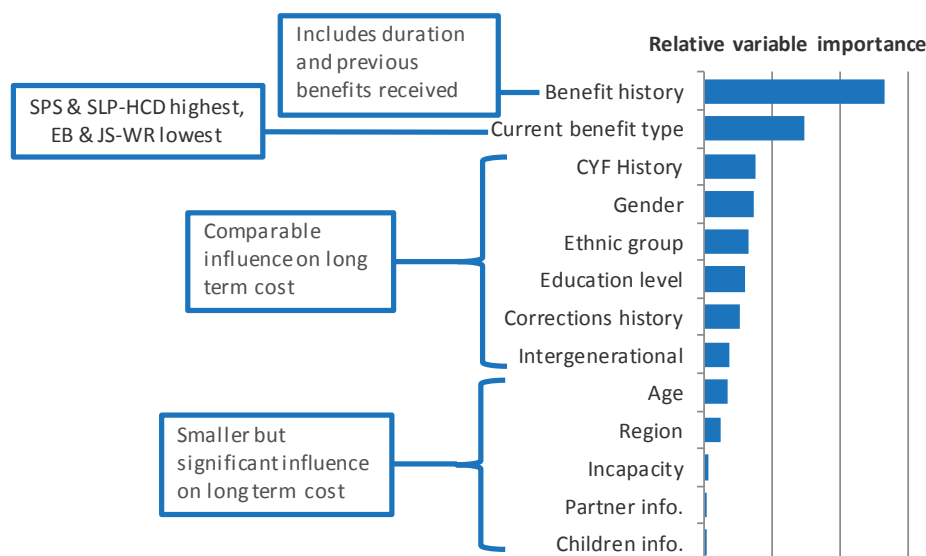 Relative variable importance
Includes duration
and previous
benefits received
Benefit history
SPS & SLP-HCD highest,
EB & JS-WR lowest
Current benefit type
CYF History
Gender
Comparable
influence on long
term cost
Ethnic group
Education level
Corrections history
Intergenerational
Age
Smaller but
significant influence
on long term cost
Region
Incapacity
Partner info.
Children info.